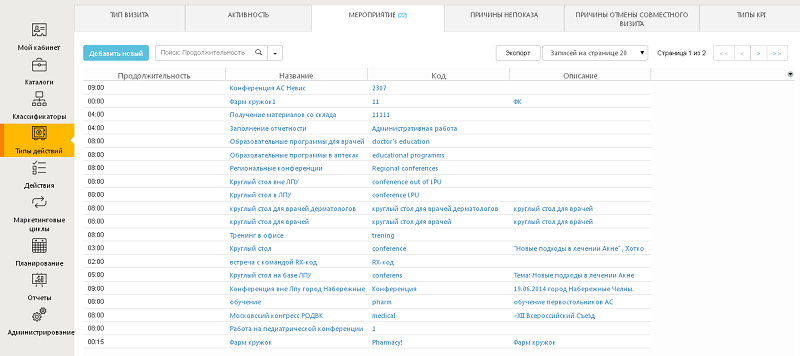 ТИП ВИЗИТА
АКТИВНОСТЬ
МЕРОПРИЯТИЕ (22)
ПРИЧИНЫ НЕПОКАЗА
ПРИЧИНЫ ОТМЕНЫ СОВМЕСТНОГО
ВИЗИТА
ТИПЫ KPI
Мой кабинет
Каталоги
Классификаторы
Типы действий
Действия
Маркетинговые
циклы
Планирование
Отчеты
Администрирование
Добавить новый
Поиск: Продолжительность
Экспорт
Записей на странице 20
Страница 1 из 2
<< < > >>
Продолжительность Название Код Описание
09:00 Конференция АС Невис 2307
00:00 Фарм кружок1 11 ФК
04:00 Получение материалов со склада 11111
04:00 Заполнение отчетности Административная работа
08:00 Образовательные программы для врачей doctor's education
08:00 Образовательные программы в аптеках educational programms
08:00 Региональные конференции Regional conferences
08:00 Круглый стол вне ЛПУ conference out of LPU
08:00 Круглый стол в ЛПУ conference LPU
08:00 круглый стол для врачей дерматологов круглый стол для врачей дерматологов круглый стол для врачей
08:00 круглый стол для врачей круглый стол для врачей круглый стол для врачей
08:00 Тренинг в офисе trening
03:00 Круглый стол conference "Новые подходы в лечении Акне" , Хотко
02:00 встреча с командой RX-код RX-код
05:00 Круглый стол на базе ЛПУ conferens Тема: Новые подходы в лечении Акне
09:00 Конференция вне Лпу город Набережные Конференция 19.06.2014 город Набережные Челны.
08:00 обучение pharm обучение первостольников АС
08:00 Московский конгресс РОДВК medical «XII Всероссийский Съезд
08:00 Работа на педиатрической конференции 1
00:15 Фарм кружок Pharmacy! Фарм кружок